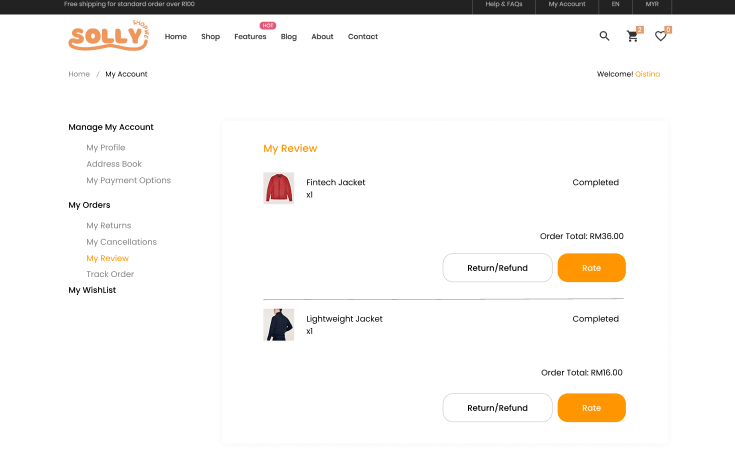 Free shipping for standard order over R100
Help & FAQs
My Account
EN
MYR
SOLLY
Home
Shop
Features
HOT
Blog
About
Contact
0
Home / My Account
Welcome! Qistina
Manage My Account
My Profile
Address Book
My Payment Options
My Orders
My Returns
My Cancellations
My Review
Track Order
My WishList
My Review
Fintech Jacket
x1
Completed
Order Total: RM36.00
Return/Refund
Rate
Lightweight Jacket
x1
Completed
Order Total: RM16.00
Return/Refund
Rate